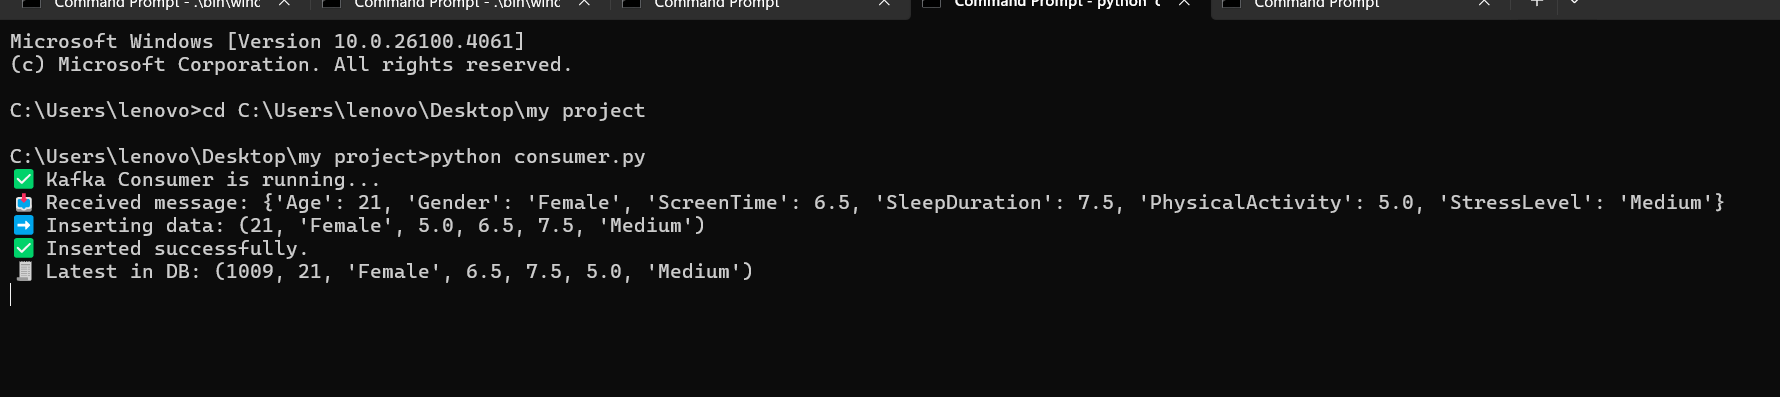 Command Prompt - .\bin\winc Command Prompt - .\bin\winc Command Prompt Command Prompt - python c Command Prompt
Microsoft Windows [Version 10.0.26100.4061]
(c) Microsoft Corporation. All rights reserved.
C:\Users\lenovo>cd C:\Users\lenovo\Desktop\my project
C:\Users\lenovo\Desktop\my project>python consumer.py
✅ Kafka Consumer is running...
📥 Received message: {'Age': 21, 'Gender': 'Female', 'ScreenTime': 6.5, 'SleepDuration': 7.5, 'PhysicalActivity': 5.0, 'StressLevel': 'Medium'}
➡️ Inserting data: (21, 'Female', 5.0, 6.5, 7.5, 'Medium')
✅ Inserted successfully.
🧾 Latest in DB: (1009, 21, 'Female', 6.5, 7.5, 5.0, 'Medium')